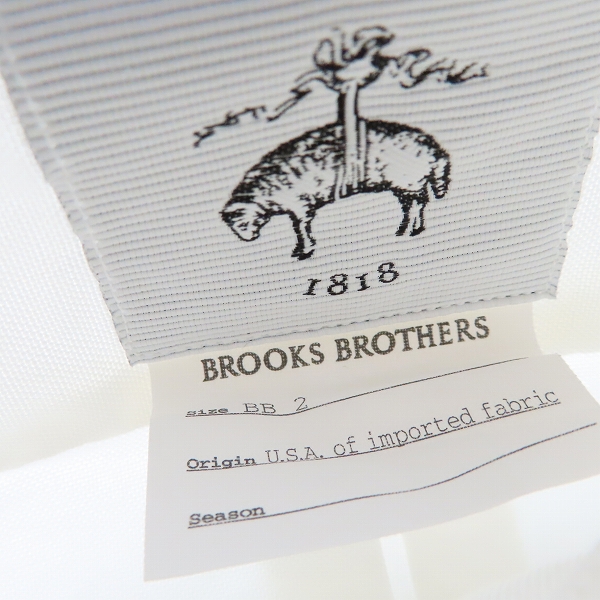 1818
BROOKS BROTHERS
Size BB 2
Origin U.S.A. of imported fabric
Season